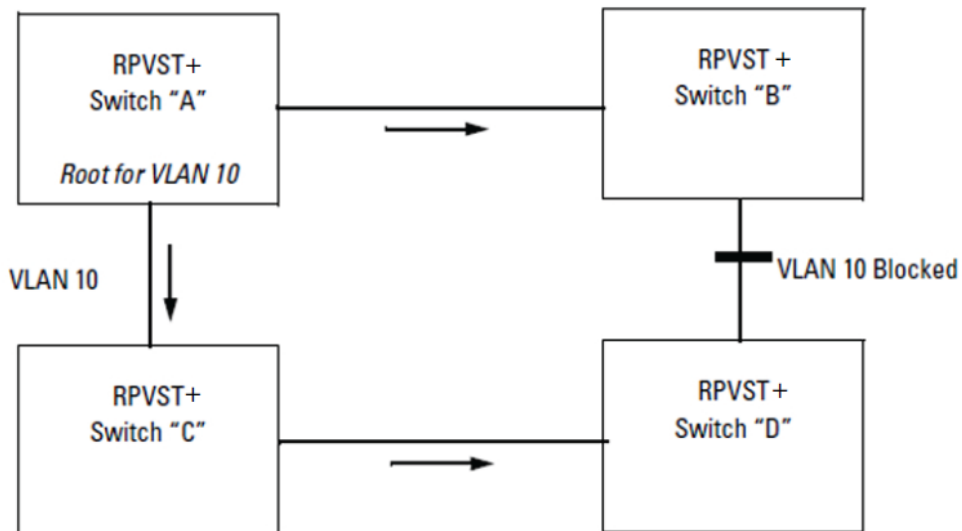 RPVST+
Switch “A”
Root for VLAN 10
RPVST +
Switch “B”
VLAN 10
VLAN 10 Blocked
RPVST+
Switch “C”
RPVST+
Switch “D”